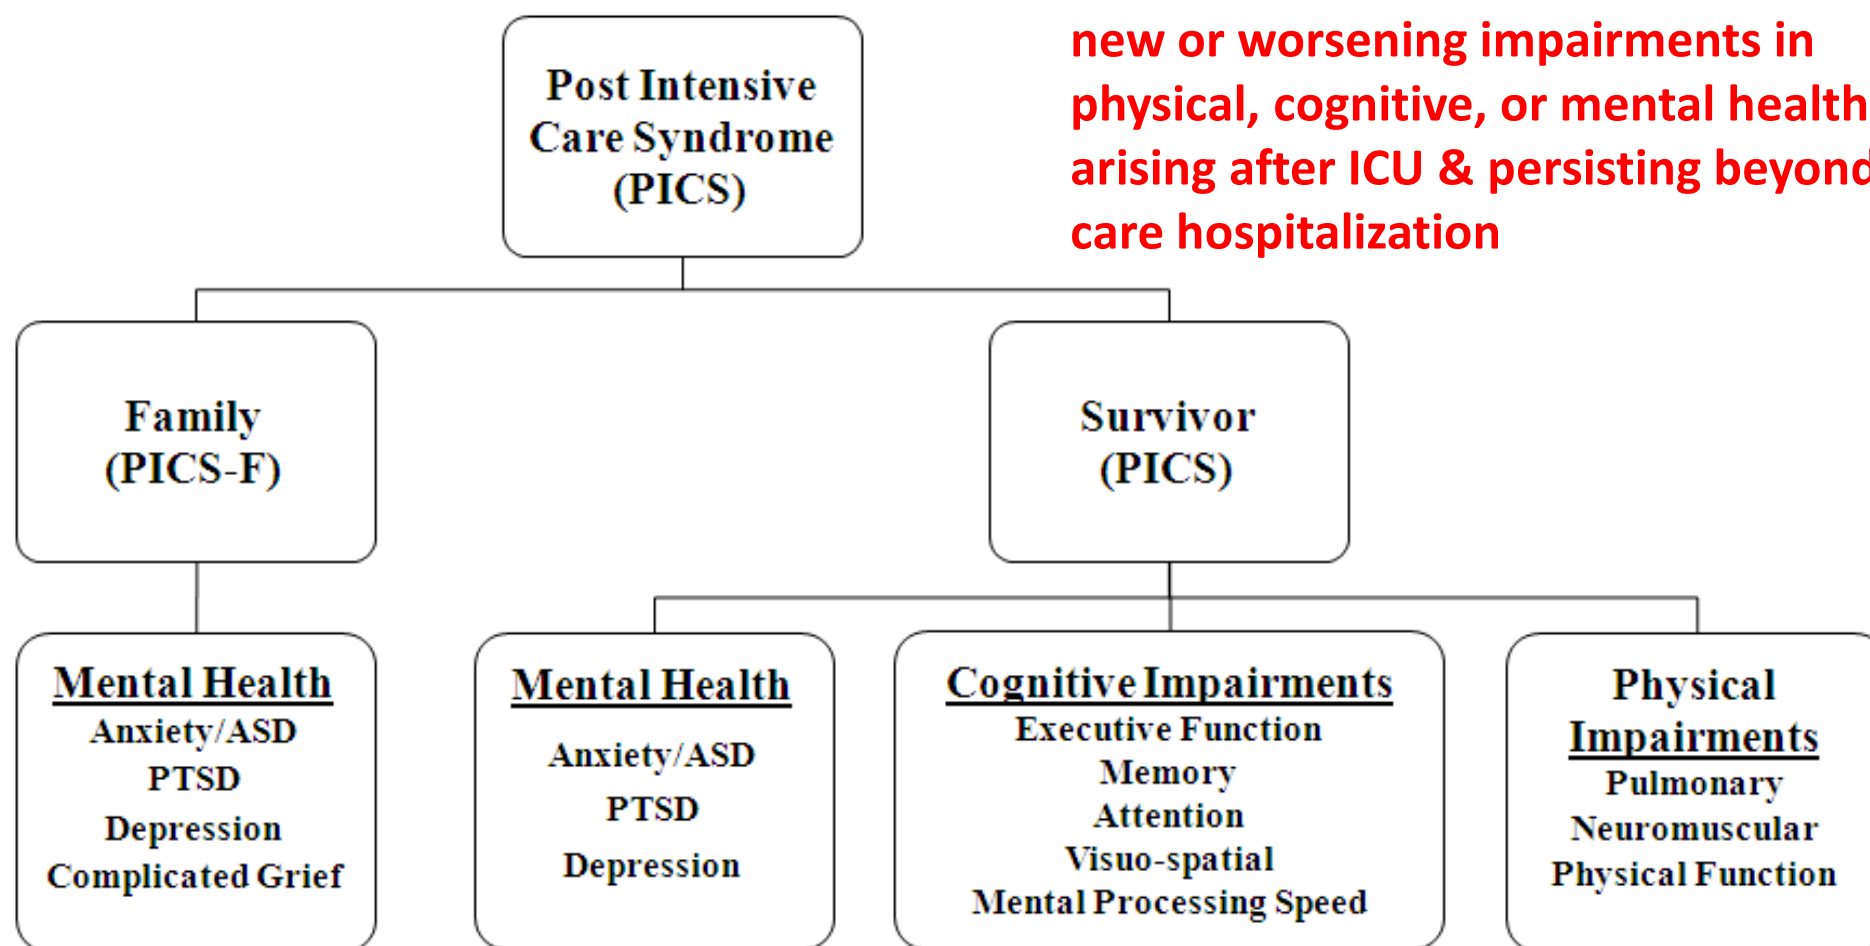 Post Intensive
Care Syndrome
(PICS)
new or worsening impairments in
physical, cognitive, or mental health
arising after ICU & persisting beyond
care hospitalization
Family
(PICS-F)
Survivor
(PICS)
Mental Health
Anxiety/ASD
PTSD
Depression
Complicated Grief
Mental Health
Anxiety/ASD
PTSD
Depression
Cognitive Impairments
Executive Function
Memory
Attention
Visuo-spatial
Mental Processing Speed
Physical
Impairments
Pulmonary
Neuromuscular
Physical Function